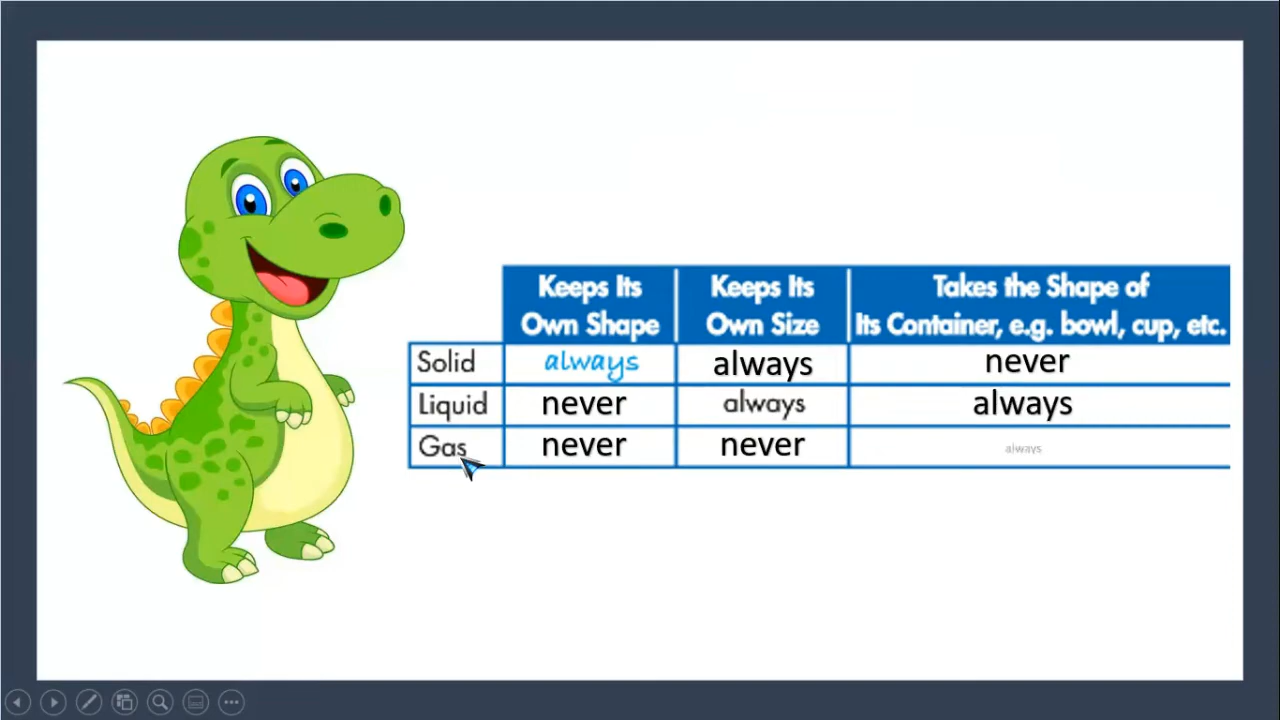 Keeps Its Own Shape Keeps Its Own Size Takes the Shape of Its Container, e.g. bowl, cup, etc.
Solid always always never
Liquid never always always
Gas never never always